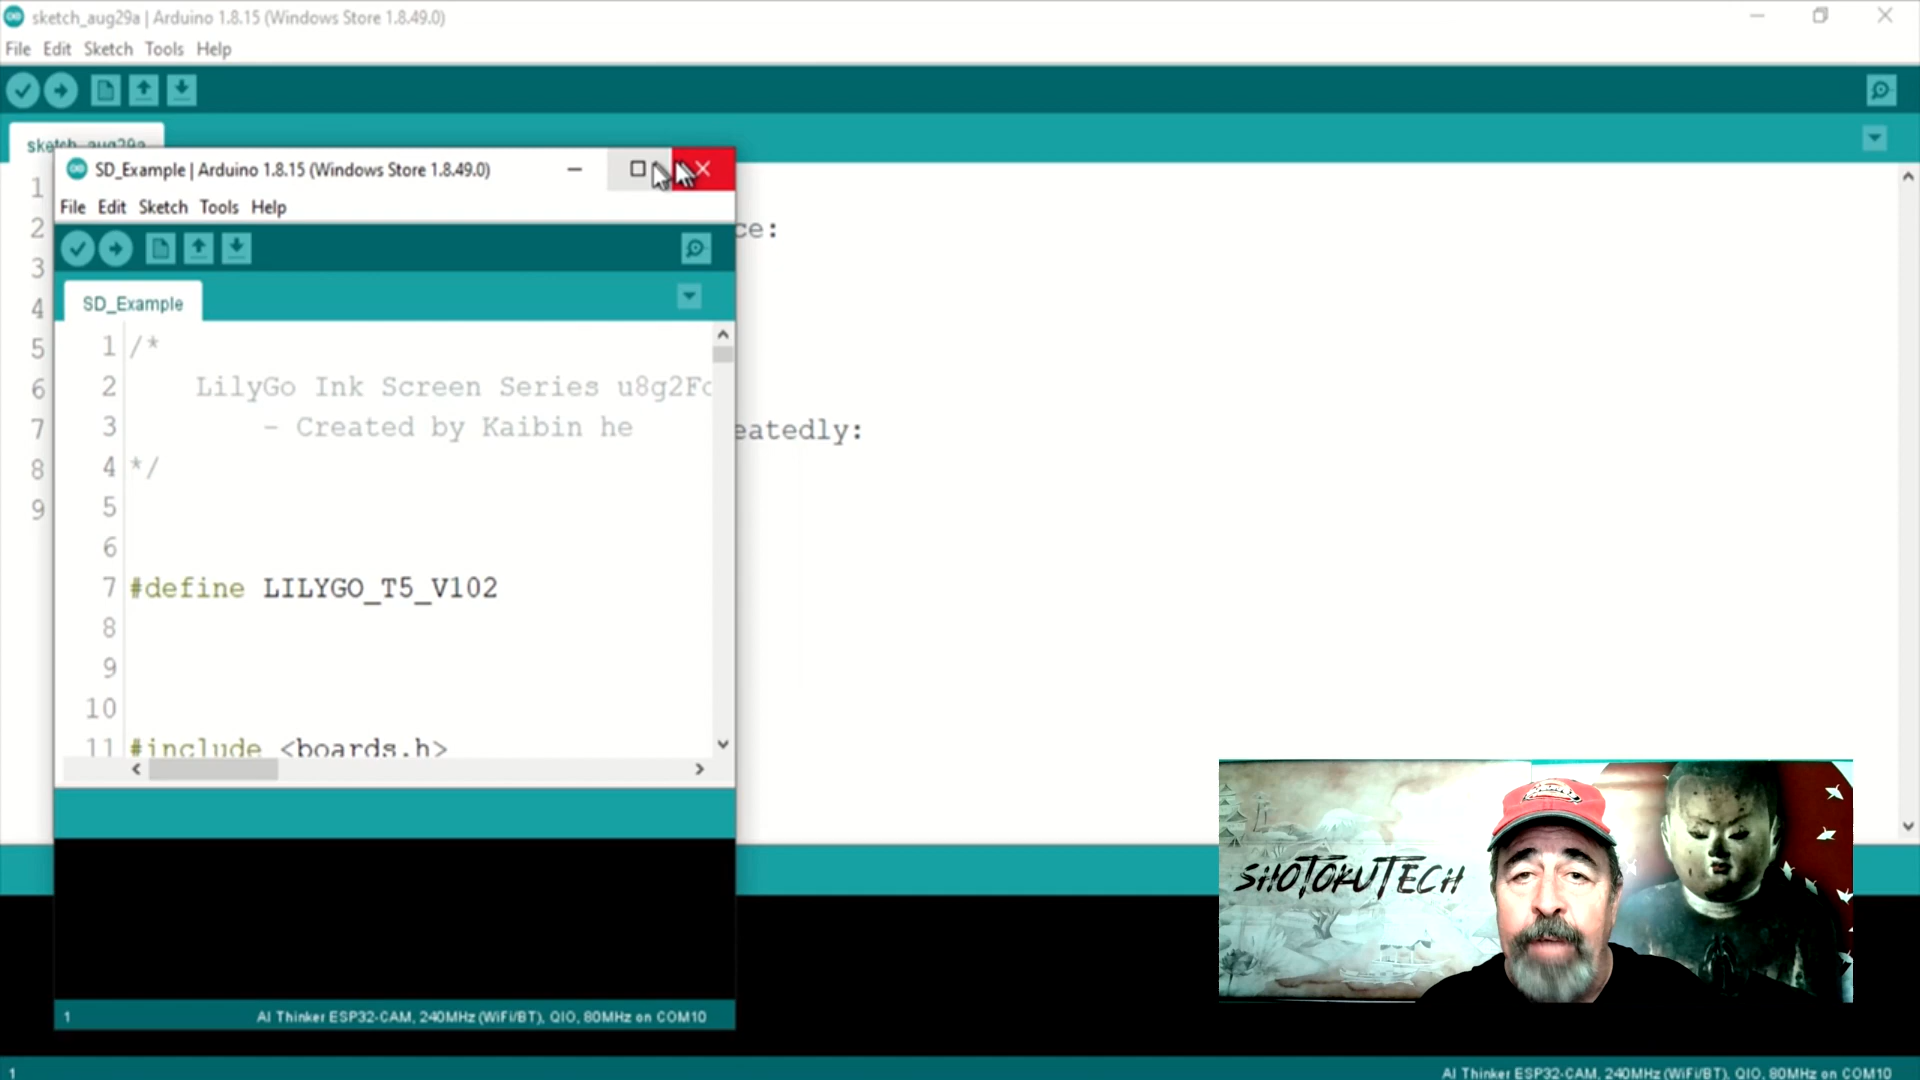 sketch_aug29a | Arduino 1.8.15 (Windows Store 1.8.49.0)
File Edit Sketch Tools Help
sketch_aug29a
SD_Example | Arduino 1.8.15 (Windows Store 1.8.49.0)
File Edit Sketch Tools Help
SD_Example
1
2
3
4
5
6
7
8
9
ce:
eatedly:
1 /*
2 LilyGo Ink Screen Series u8g2Fo
3 - Created by Kaibin he
4 */
5
6
7 #define LILYGO_T5_V102
8
9
10
11 #include <boards.h>
SHOTOKUTECH
1 AI Thinker ESP32-CAM, 240MHz (WiFi/BT), QIO, 80MHz on COM10
1 AI Thinker ESP32-CAM, 240MHz (WiFi/BT), QIO, 80MHz on COM10